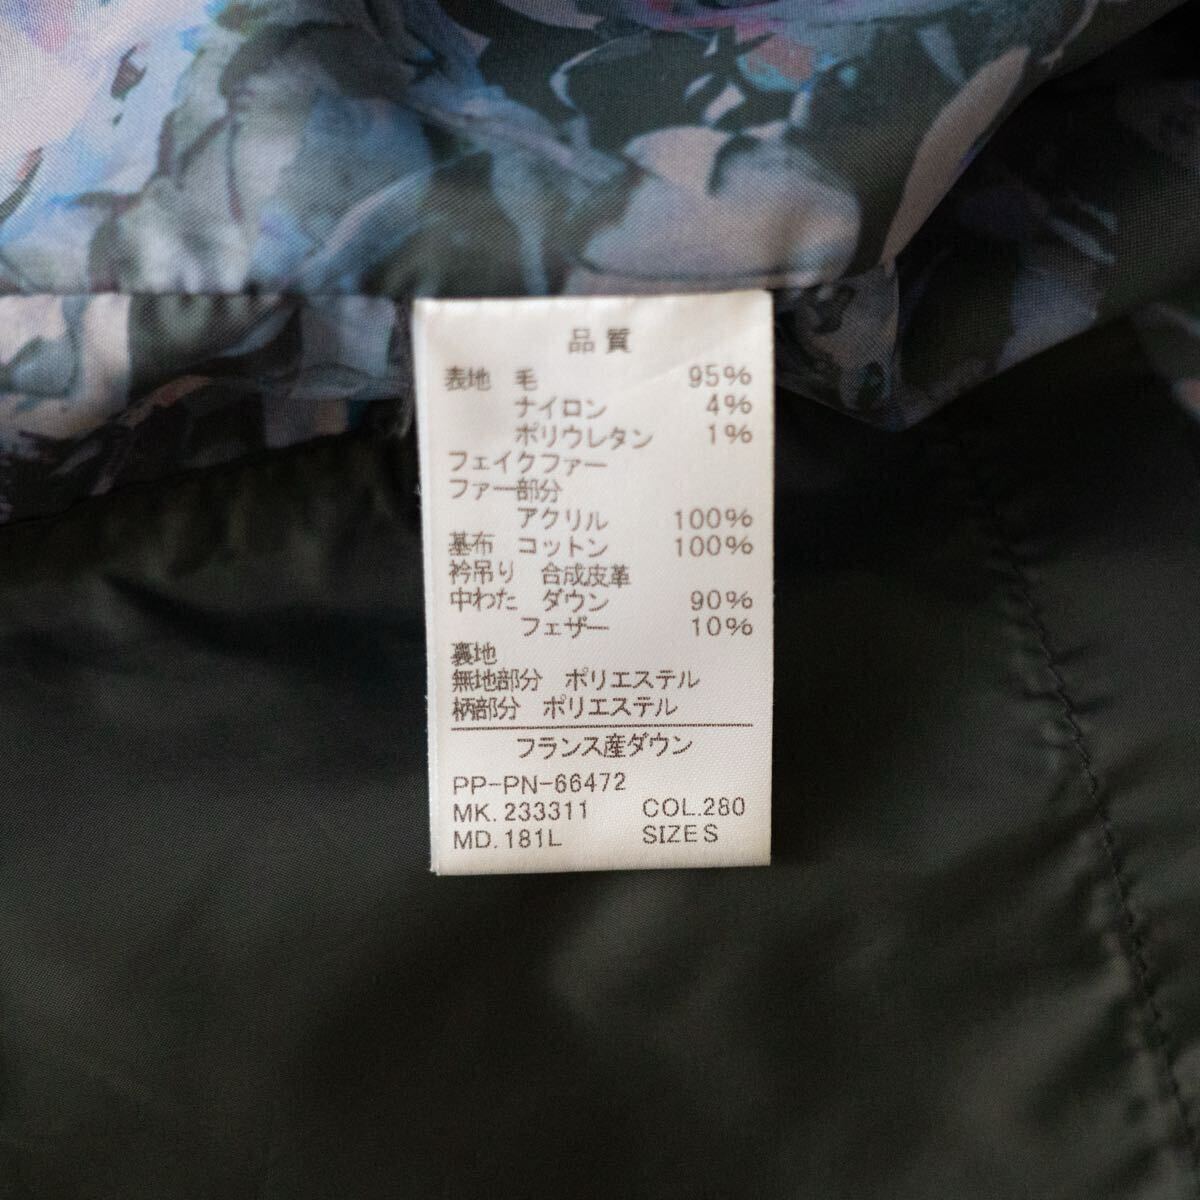 品質
表地 毛 95%
ナイロン 4%
ポリウレタン 1%
フェイクファー
ファー部分
アクリル 100%
基布 コットン 100%
衿吊り 合成皮革
中わた ダウン 90%
フェザー 10%
裏地
無地部分 ポリエステル
柄部分 ポリエステル
フランス産ダウン
PP-PN-66472
MK. 233311 COL.280
MD. 181L SIZE S